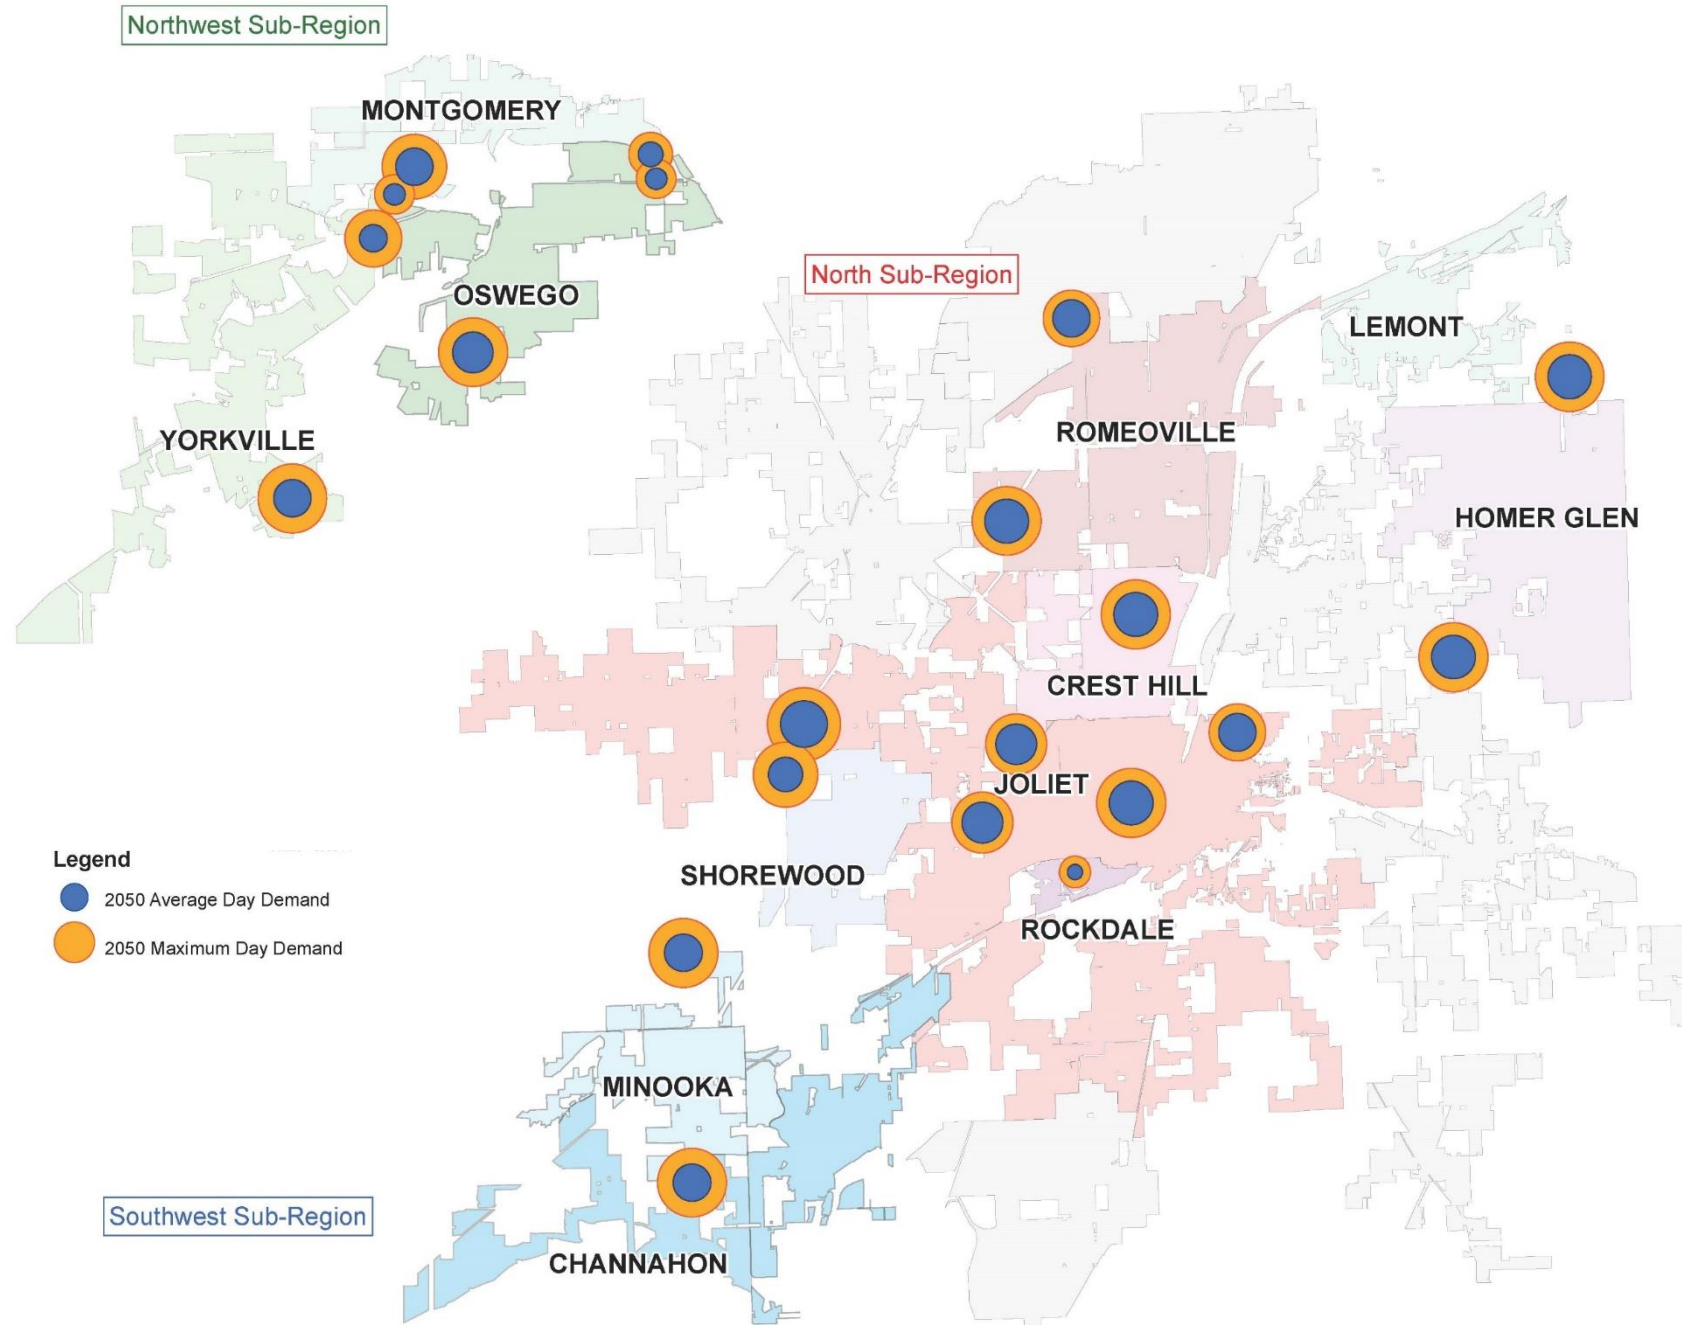 Northwest Sub-Region
MONTGOMERY
North Sub-Region
OSWEGO
LEMONT
YORKVILLE
ROMEOVILLE
HOMER GLEN
CREST HILL
JOLIET
Legend
2050 Average Day Demand
2050 Maximum Day Demand
SHOREWOOD
ROCKDALE
MINOOKA
Southwest Sub-Region
CHANNAHON